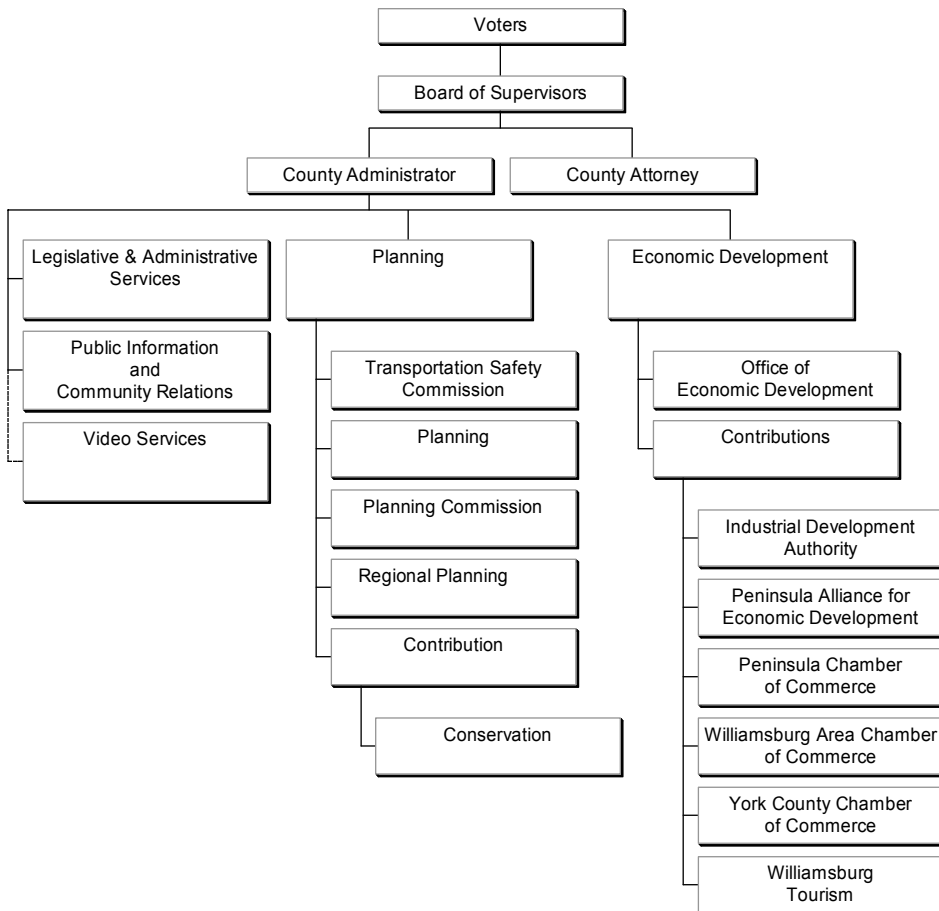 Voters
Board of Supervisors
County Administrator
County Attorney
Legislative & Administrative
Services
Public Information
and
Community Relations
Video Services
Planning
Transportation Safety
Commission
Planning
Planning Commission
Regional Planning
Contribution
Conservation
Economic Development
Office of
Economic Development
Contributions
Industrial Development
Authority
Peninsula Alliance for
Economic Development
Peninsula Chamber
of Commerce
Williamsburg Area Chamber
of Commerce
York County Chamber
of Commerce
Williamsburg
Tourism